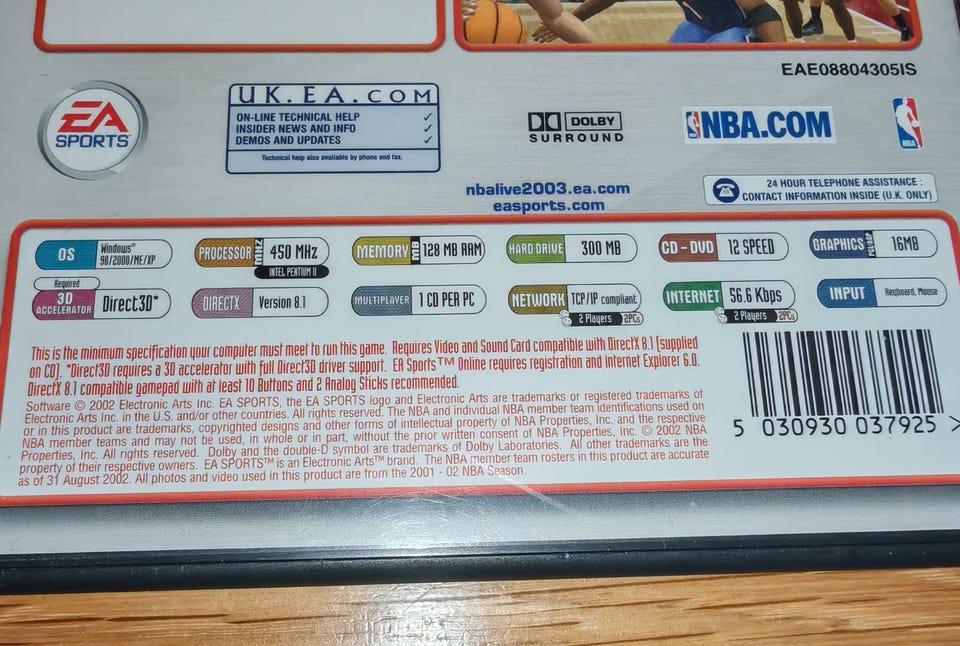 EAE08804305IS
EA
SPORTS™
UK.EA.COM
ON-LINE TECHNICAL HELP ✓
INSIDER NEWS AND INFO ✓
DEMOS AND UPDATES ✓
Technical help also available by phone and fax.
DOLBY
SURROUND
NBA.COM
nbalive2003.ea.com
easports.com
24 HOUR TELEPHONE ASSISTANCE :
CONTACT INFORMATION INSIDE (U.K. ONLY)
OS Windows® 98/2000/ME/XP
PROCESSOR MHZ 450 MHz
INTEL PENTIUM II
MEMORY MB 128 MB RAM
HARD DRIVE 300 MB
CD-DVD 12 SPEED
GRAPHICS 16MB
Required
3D ACCELERATOR Direct3D*
DIRECTX Version 8.1
MULTIPLAYER 1 CD PER PC
NETWORK TCP/IP compliant
2 Players 2PCs
INTERNET 56.6 Kbps
2 Players 2PCs
INPUT Keyboard, Mouse
This is the minimum specification your computer must meet to run this game. Requires Video and Sound Card compatible with DirectX 8.1 (supplied
on CD). *Direct3D requires a 3D accelerator with full Direct3D driver support. EA Sports™ Online requires registration and Internet Explorer 6.0.
DirectX 8.1 compatible gamepad with at least 10 Buttons and 2 Analog Sticks recommended.
Software © 2002 Electronic Arts Inc. EA SPORTS, the EA SPORTS logo and Electronic Arts are trademarks or registered trademarks of
Electronic Arts Inc. in the U.S. and/or other countries. All rights reserved. The NBA and individual NBA member team identifications used on
or in this product are trademarks, copyrighted designs and other forms of intellectual property of NBA Properties, Inc. and the respective
NBA member teams and may not be used, in whole or in part, without the prior written consent of NBA Properties, Inc. © 2002 NBA
Properties, Inc. All rights reserved. Dolby and the double-D symbol are trademarks of Dolby Laboratories. All other trademarks are the
property of their respective owners. EA SPORTS™ is an Electronic Arts™ brand. The NBA member team rosters in this product are accurate
as of 31 August 2002. All photos and video used in this product are from the 2001 - 02 NBA Season.
5 030930 037925 >